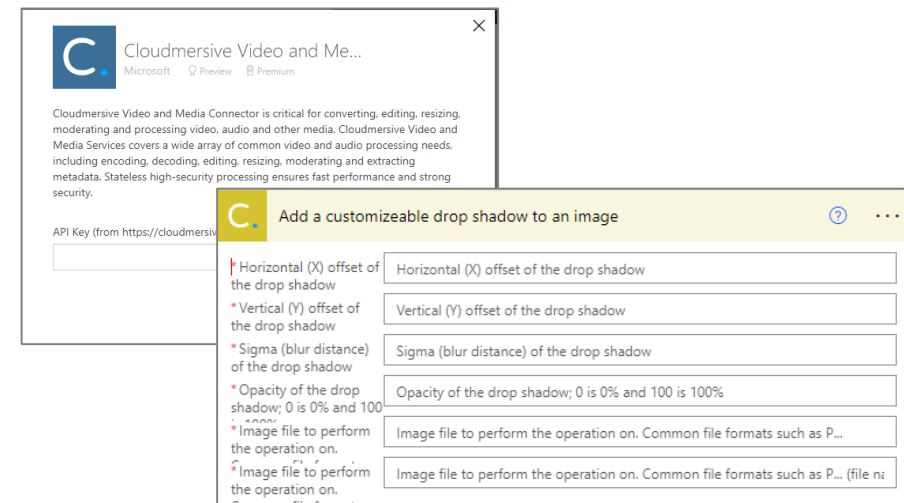 C.
Cloudmersive Video and Me...
Microsoft Preview Premium
Cloudmersive Video and Media Connector is critical for converting, editing, resizing,
moderating and processing video, audio and other media. Cloudmersive Video and
Media Services covers a wide array of common video and audio processing needs,
including encoding, decoding, editing, resizing, moderating and extracting
metadata. Stateless high-security processing ensures fast performance and strong
security.
API Key (from https://cloudmersiv
C.
Add a customizeable drop shadow to an image
* Horizontal (X) offset of
the drop shadow
Horizontal (X) offset of the drop shadow
* Vertical (Y) offset of
the drop shadow
Vertical (Y) offset of the drop shadow
* Sigma (blur distance)
of the drop shadow
Sigma (blur distance) of the drop shadow
* Opacity of the drop
shadow; 0 is 0% and 100
Opacity of the drop shadow; 0 is 0% and 100 is 100%
* Image file to perform
the operation on.
Image file to perform the operation on. Common file formats such as P...
* Image file to perform
the operation on.
Image file to perform the operation on. Common file formats such as P... (file na